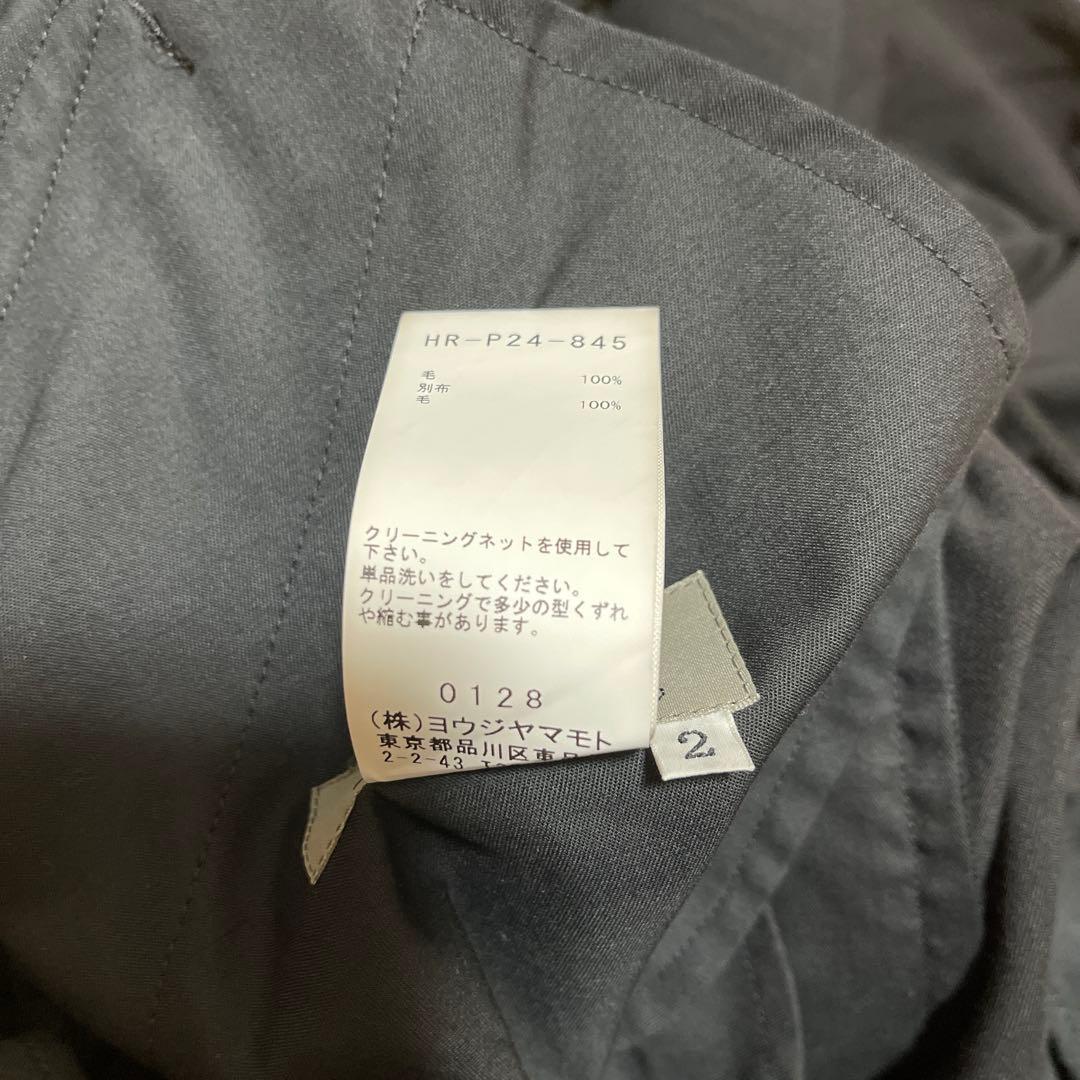 HR-P24-845
毛 100%
別布
毛 100%
クリーニングネットを使用して
下さい。
単品洗いをしてください。
クリーニングで多少の型くずれ
や縮む事があります。
0128
(株)ヨウジヤマモト
東京都品川区東
2-2-43
2